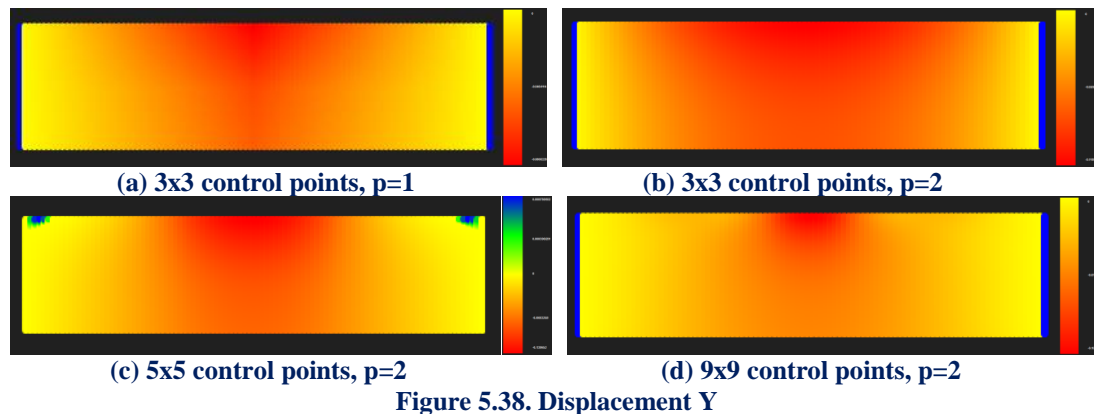 (a) 3x3 control points, p=1
(b) 3x3 control points, p=2
(c) 5x5 control points, p=2
(d) 9x9 control points, p=2
Figure 5.38. Displacement Y